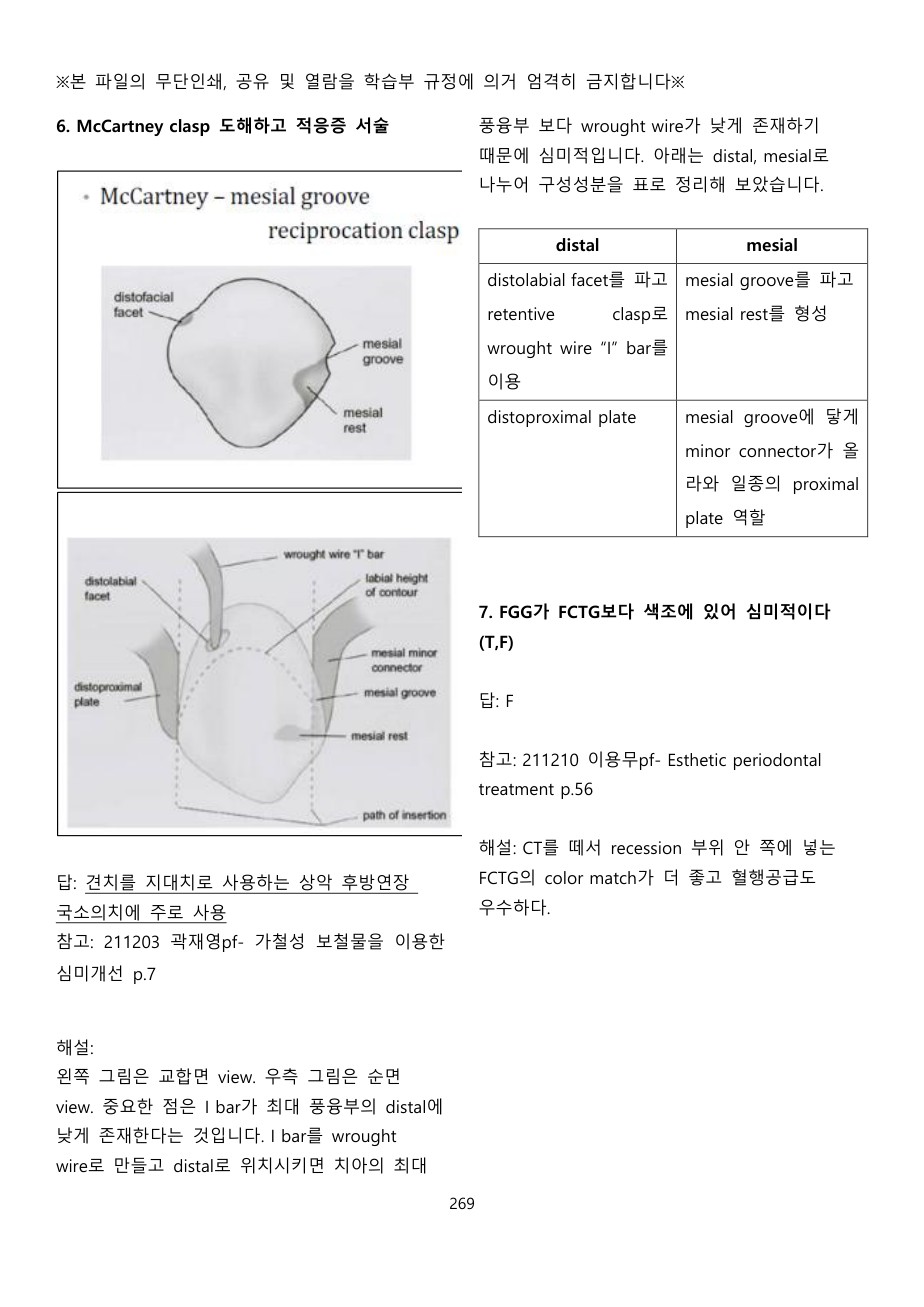 ※본 파일의 무단인쇄, 공유 및 열람을 학습부 규정에 의거 엄격히 금지합니다※
6. McCartney clasp 도해하고 적응증 서술
• McCartney – mesial groove
reciprocation clasp
distofacial
facet
mesial
groove
mesial
rest
wrought wire "I" bar
distolabial
facet
labial height
of contour
mesial minor
connector
distoproximal
plate
mesial groove
mesial rest
path of insertion
답: 견치를 지대치로 사용하는 상악 후방연장
국소의치에 주로 사용
참고: 211203 곽재영pf- 가철성 보철물을 이용한
심미개선 p.7
해설:
왼쪽 그림은 교합면 view. 우측 그림은 순면
view. 중요한 점은 I bar가 최대 풍융부의 distal에
낮게 존재한다는 것입니다. I bar를 wrought
wire로 만들고 distal로 위치시키면 치아의 최대
풍융부 보다 wrought wire가 낮게 존재하기
때문에 심미적입니다. 아래는 distal, mesial로
나누어 구성성분을 표로 정리해 보았습니다.
distal mesial
distolabial facet를 파고
retentive clasp로
wrought wire “I” bar를
이용
mesial groove를 파고
mesial rest를 형성
distoproximal plate
mesial groove에 닿게
minor connector가 올
라와 일종의 proximal
plate 역할
7. FGG가 FCTG보다 색조에 있어 심미적이다
(T,F)
답: F
참고: 211210 이용무pf- Esthetic periodontal
treatment p.56
해설: CT를 떼서 recession 부위 안 쪽에 넣는
FCTG의 color match가 더 좋고 혈행공급도
우수하다.
269